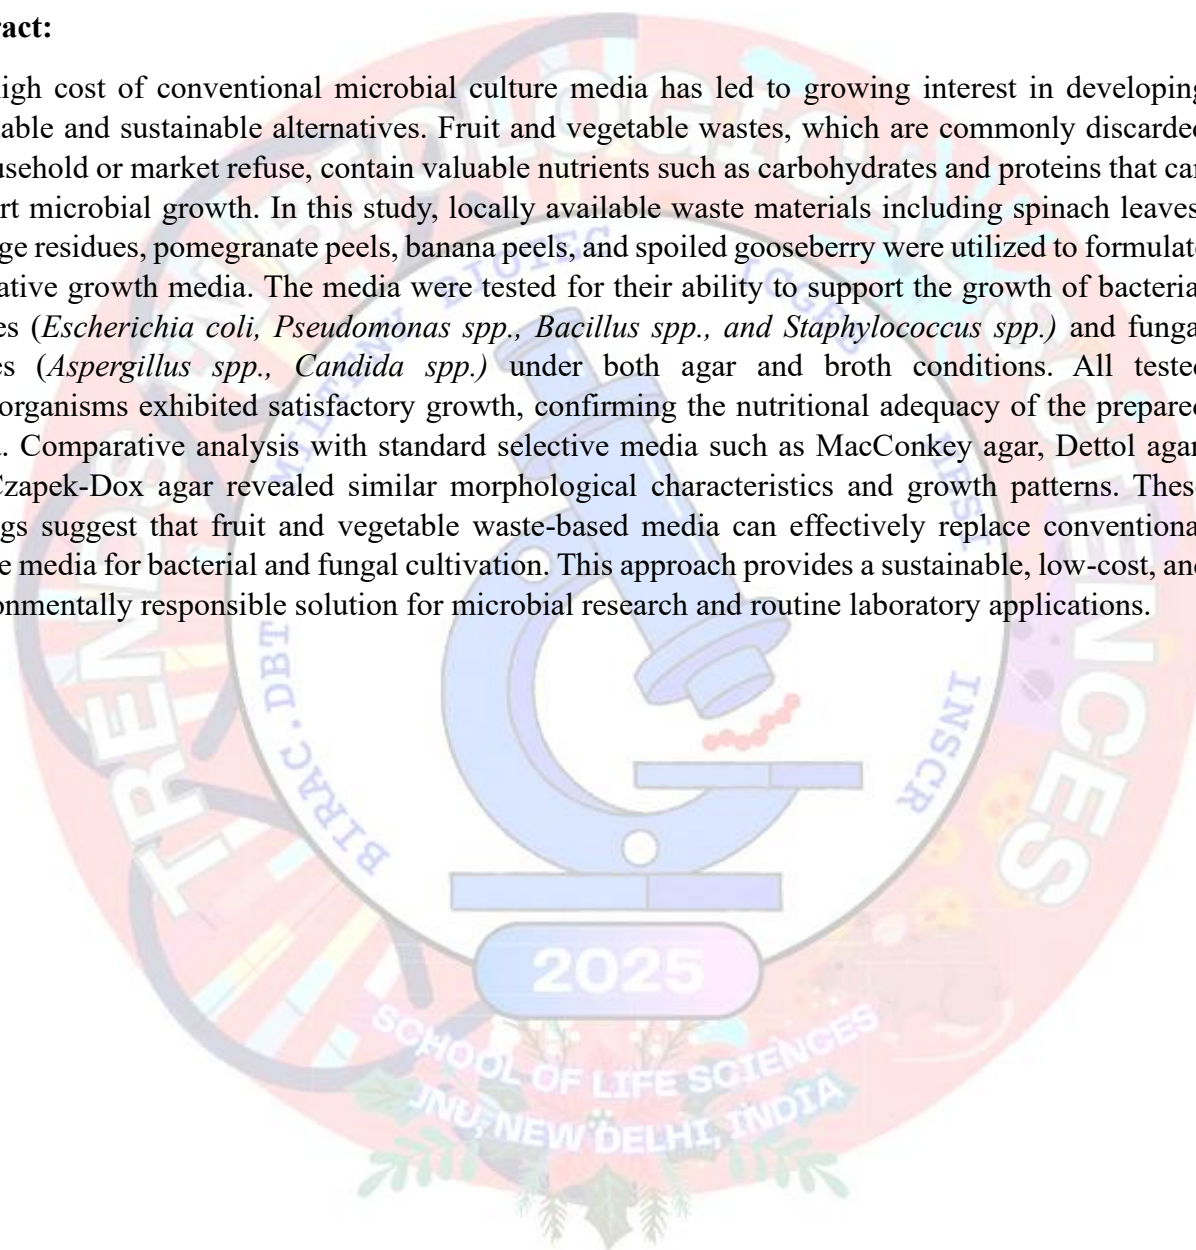 ract:
igh cost of conventional microbial culture media has led to growing interest in developing
able and sustainable alternatives. Fruit and vegetable wastes, which are commonly discarded
usehold or market refuse, contain valuable nutrients such as carbohydrates and proteins that can
rt microbial growth. In this study, locally available waste materials including spinach leaves,
ge residues, pomegranate peels, banana peels, and spoiled gooseberry were utilized to formulate
ative growth media. The media were tested for their ability to support the growth of bacterial
es (Escherichia coli, Pseudomonas spp., Bacillus spp., and Staphylococcus spp.) and fungal
es (Aspergillus spp., Candida spp.) under both agar and broth conditions. All tested
organisms exhibited satisfactory growth, confirming the nutritional adequacy of the prepared
. Comparative analysis with standard selective media such as MacConkey agar, Dettol agar
Czapek-Dox agar revealed similar morphological characteristics and growth patterns. These
ngs suggest that fruit and vegetable waste-based media can effectively replace conventional
e media for bacterial and fungal cultivation. This approach provides a sustainable, low-cost, and
onmentally responsible solution for microbial research and routine laboratory applications.
TRENDS IN BIOLOGICAL SCIENCES
BIRAC.DBT
MILTENYI BIOTEC
ICGEB
INSCR
2025
SCHOOL OF LIFE SCIENCES
JNU, NEW DELHI, INDIA